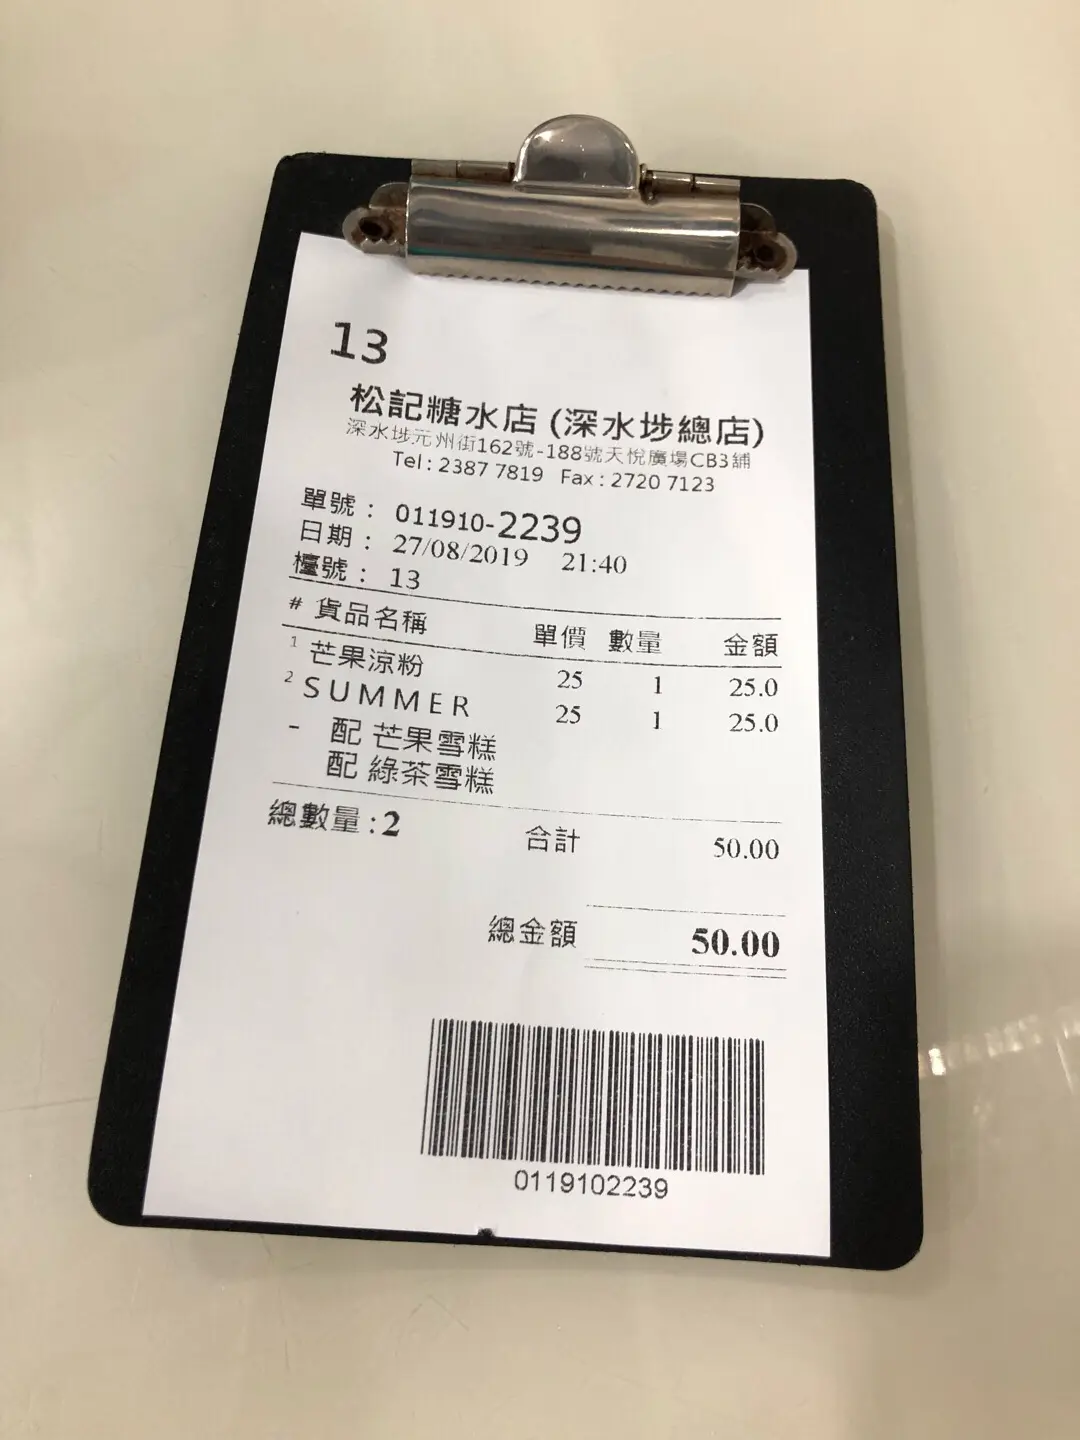 13
松記糖水店 (深水埗總店)
深水埗元州街162號-188號天悅廣場CB3舖
Tel : 2387 7819 Fax : 2720 7123
單號 : 011910-2239
日期 : 27/08/2019 21:40
檯號 : 13
# 貨品名稱 單價 數量 金額
1 芒果涼粉 25 1 25.0
2 SUMMER 25 1 25.0
- 配 芒果雪糕
配 綠茶雪糕
總數量 : 2 合計 50.00
總金額 50.00
0119102239